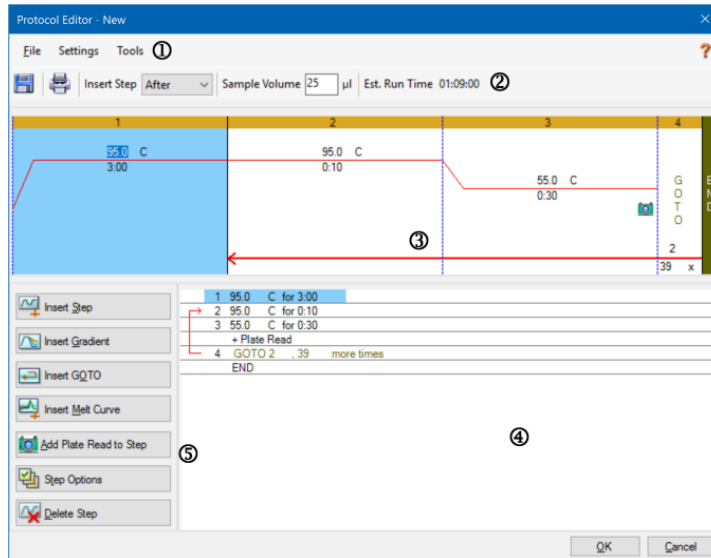 Protocol Editor - New
File Settings Tools ① ?
Insert Step After Sample Volume 25 µl Est. Run Time 01:09:00 ②
1 2 3 4
95.0 C 95.0 C
3:00 0:10
55.0 C
0:30
GOTO
END
③
2
39 x
Insert Step
Insert Gradient
Insert GOTO
Insert Melt Curve
Add Plate Read to Step
Step Options
Delete Step
⑤
1 95.0 C for 3:00
2 95.0 C for 0:10
3 55.0 C for 0:30
+ Plate Read
4 GOTO 2 , 39 more times
END
④
OK Cancel